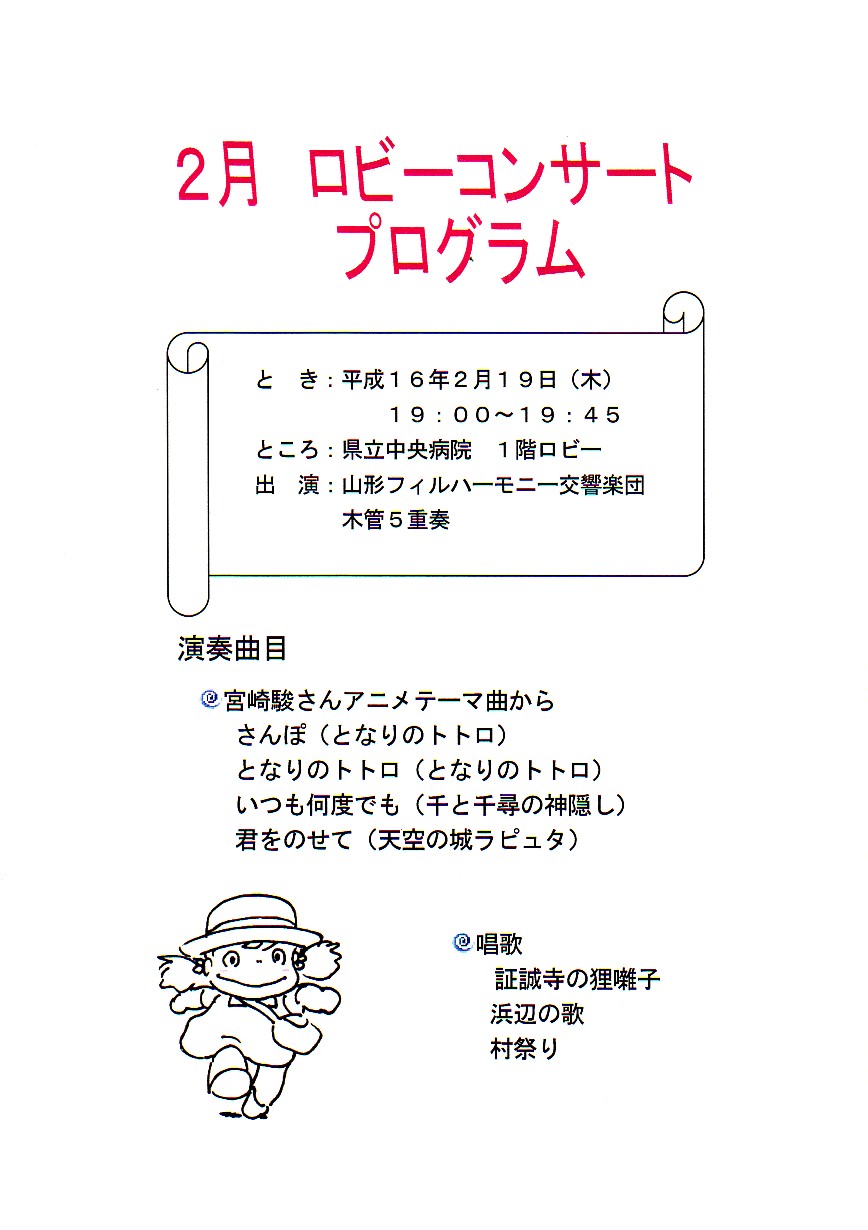 ２月　ロビーコンサート
プログラム
と　き：平成１６年２月１９日（木）
１９：００～１９：４５
ところ：県立中央病院　１階ロビー
出　演：山形フィルハーモニー交響楽団
木管５重奏
演奏曲目
宮崎駿さんアニメテーマ曲から
さんぽ（となりのトトロ）
となりのトトロ（となりのトトロ）
いつも何度でも（千と千尋の神隠し）
君をのせて（天空の城ラピュタ）
唱歌
証誠寺の狸囃子
浜辺の歌
村祭り